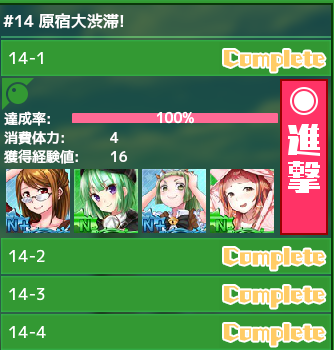 #14 原宿大渋滞!
14-1 Complete
達成率: 100%
消費体力: 4
獲得経験値: 16
進撃
N+ N N+ N
14-2 Complete
14-3 Complete
14-4 Complete